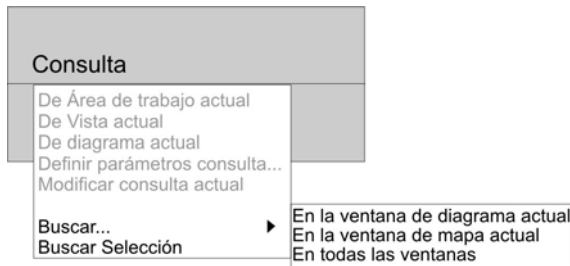 Consulta
De Área de trabajo actual
De Vista actual
De diagrama actual
Definir parámetros consulta...
Modificar consulta actual
Buscar...
Buscar Selección
En la ventana de diagrama actual
En la ventana de mapa actual
En todas las ventanas